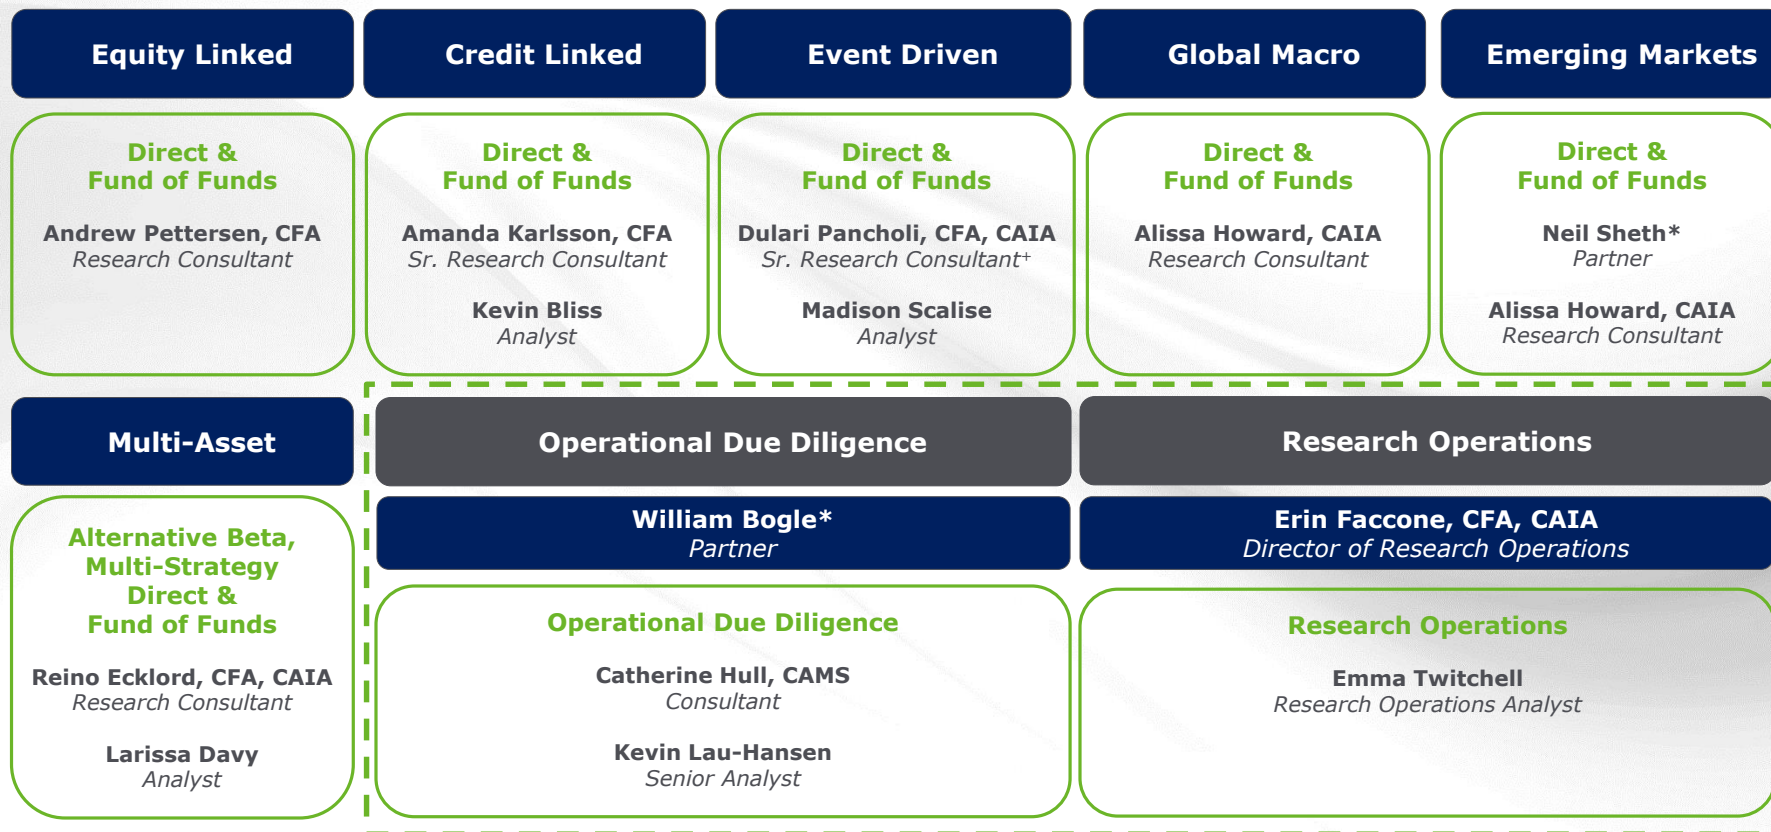 Equity Linked
Direct &
Fund of Funds
Andrew Pettersen, CFA
Research Consultant
Credit Linked
Direct &
Fund of Funds
Amanda Karlsson, CFA
Sr. Research Consultant
Kevin Bliss
Analyst
Event Driven
Direct &
Fund of Funds
Dulari Pancholi, CFA, CAIA
Sr. Research Consultant+
Madison Scalise
Analyst
Global Macro
Direct &
Fund of Funds
Alissa Howard, CAIA
Research Consultant
Emerging Markets
Direct &
Fund of Funds
Neil Sheth*
Partner
Alissa Howard, CAIA
Research Consultant
Multi-Asset
Alternative Beta,
Multi-Strategy
Direct &
Fund of Funds
Reino Ecklord, CFA, CAIA
Research Consultant
Larissa Davy
Analyst
Operational Due Diligence
William Bogle*
Partner
Operational Due Diligence
Catherine Hull, CAMS
Consultant
Kevin Lau-Hansen
Senior Analyst
Research Operations
Erin Faccone, CFA, CAIA
Director of Research Operations
Research Operations
Emma Twitchell
Research Operations Analyst